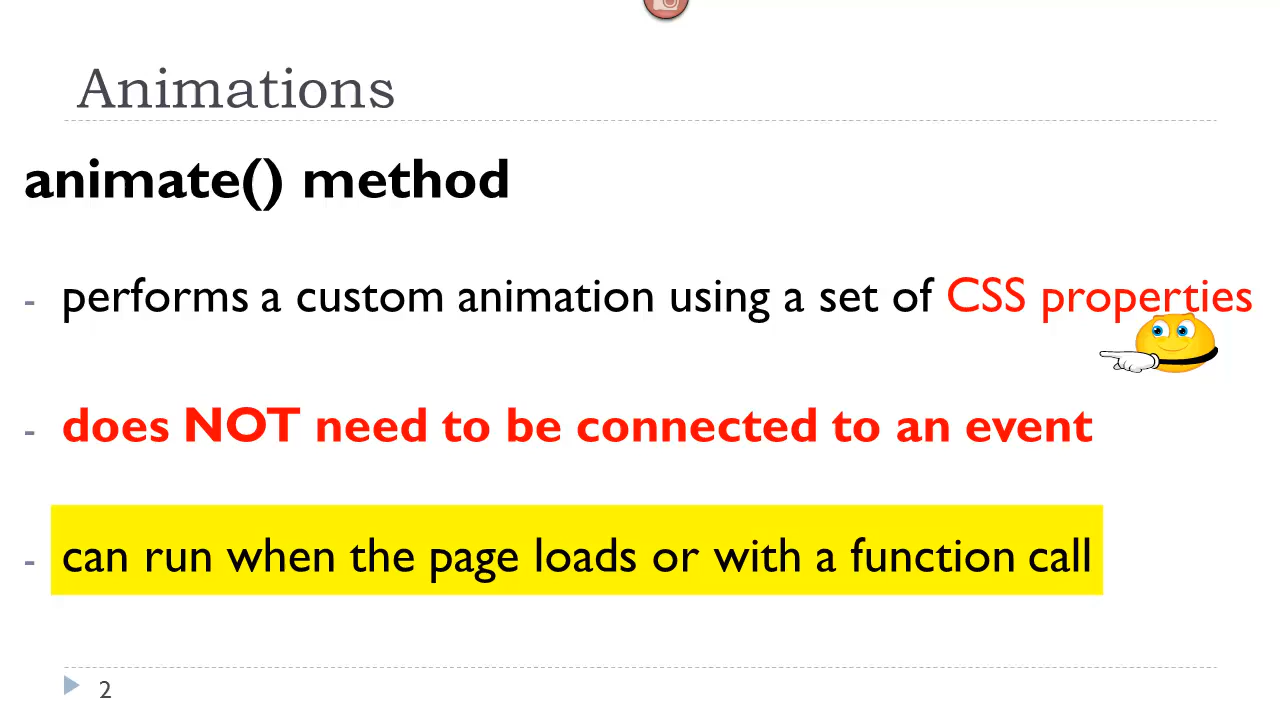 Animations
animate() method
- performs a custom animation using a set of CSS properties
- does NOT need to be connected to an event
- can run when the page loads or with a function call
2